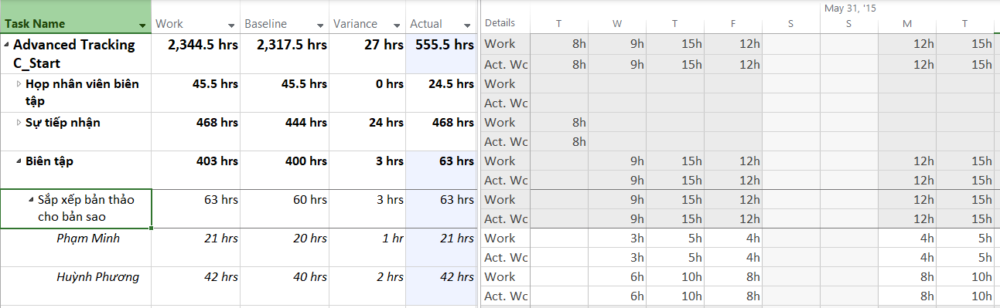 May 31, '15
Task Name Work Baseline Variance Actual Details T W T F S S M T
Advanced Tracking 2,344.5 hrs 2,317.5 hrs 27 hrs 555.5 hrs Work 8h 9h 15h 12h 12h 15h
C_Start Act. Wc 8h 9h 15h 12h 12h 15h
Họp nhân viên biên 45.5 hrs 45.5 hrs 0 hrs 24.5 hrs Work
tập Act. Wc
Sự tiếp nhận 468 hrs 444 hrs 24 hrs 468 hrs Work 8h
Act. Wc 8h
Biên tập 403 hrs 400 hrs 3 hrs 63 hrs Work 9h 15h 12h 12h 15h
Act. Wc 9h 15h 12h 12h 15h
Sắp xếp bản thảo 63 hrs 60 hrs 3 hrs 63 hrs Work 9h 15h 12h 12h 15h
cho bản sao Act. Wc 9h 15h 12h 12h 15h
Phạm Minh 21 hrs 20 hrs 1 hr 21 hrs Work 3h 5h 4h 4h 5h
Act. Wc 3h 5h 4h 4h 5h
Huỳnh Phương 42 hrs 40 hrs 2 hrs 42 hrs Work 6h 10h 8h 8h 10h
Act. Wc 6h 10h 8h 8h 10h